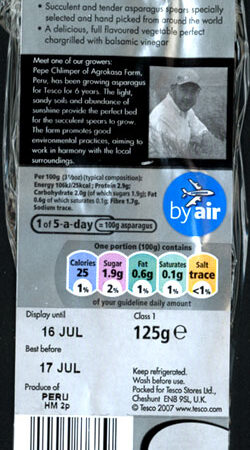 • Succulent and tender asparagus spears specially
selected and hand picked from around the world
• A delicious, full flavoured vegetable perfect
chargrilled with balsamic vinegar
Meet one of our growers:
Pepe Chlimper of Agrokasa Farm,
Peru, has been growing asparagus
for Tesco for 6 years. The light,
sandy soils and abundance of
sunshine provide the perfect bed
for the succulent spears to grow.
The farm promotes good
environmental practices, aiming
to work in harmony with the local
surroundings.
Per 100g (3½oz) (typical composition):
Energy 106kJ/25kcal; Protein 2.9g;
Carbohydrate 2.0g (of which sugars 1.9g); Fat
0.6g of which saturates 0.1g; Fibre 1.7g,
Sodium trace.
by air
1 of 5-a-day = 100g asparagus
One portion (100g) contains
Calories Sugar Fat Saturates Salt
25 1.9g 0.6g 0.1g trace
1% 2% 1% 1% <1%
of your guideline daily amount
Display until
16 JUL
Best before
17 JUL
Produce of
PERU
HM 2p
Class 1
125g e
Keep refrigerated.
Wash before use.
Packed for Tesco Stores Ltd.,
Cheshunt EN8 9SL, U.K.
© Tesco 2007 www.tesco.com